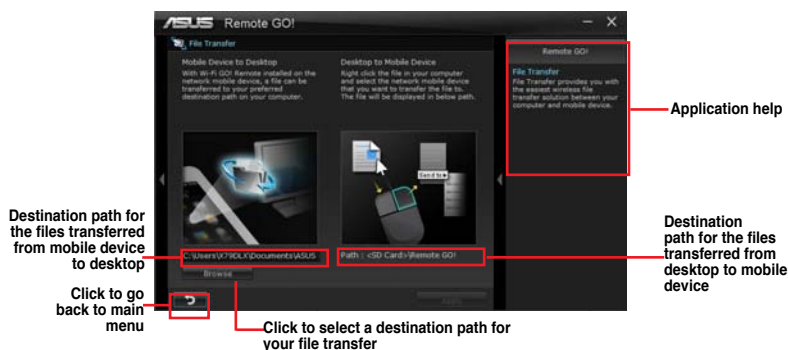 ASUS Remote GO!
File Transfer
Mobile Device to Desktop
With Wi-Fi GO! Remote installed on the
network mobile device, a file can be
transferred to your preferred
destination path on your computer.
Desktop to Mobile Device
Right click the file in your computer
and select the network mobile device
that you want to transfer the file to.
The file will be displayed in below path.
Send to
C:\Users\X79DLX\Documents\ASUS
Path : <SD Card>\Remote GO!
Browse
Apply
Remote GO!
File Transfer
File Transfer provides you with
the easiest wireless file
transfer solution between your
computer and mobile device.
Application help
Destination path for
the files transferred
from mobile device
to desktop
Click to go
back to main
menu
Click to select a destination path for
your file transfer
Destination
path for the files
transferred from
desktop to mobile
device